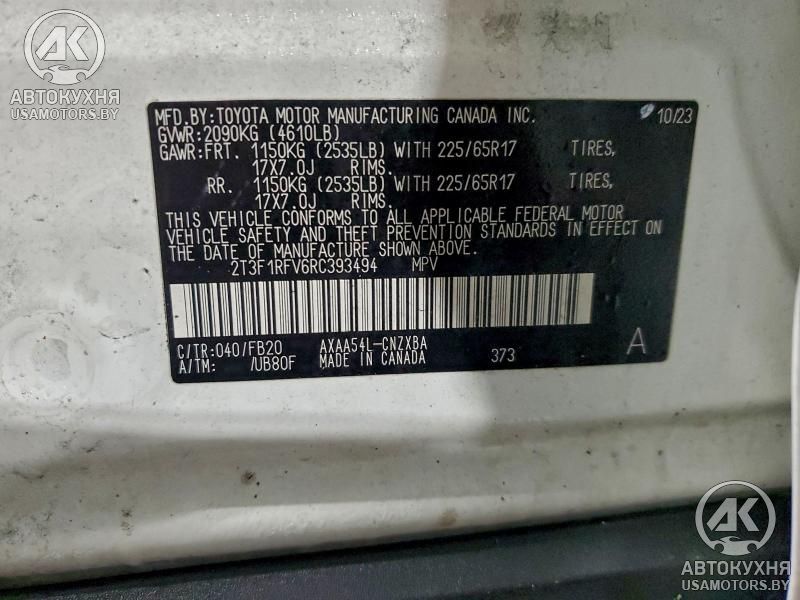 АК
АВТОКУХНЯ
USAMOTORS.BY
MFD.BY:TOYOTA MOTOR MANUFACTURING CANADA INC. 10/23
GVWR:2090KG (4610LB)
GAWR:FRT. 1150KG (2535LB) WITH 225/65R17 TIRES,
17X7.0J RIMS.
RR. 1150KG (2535LB) WITH 225/65R17 TIRES,
17X7.0J RIMS.
THIS VEHICLE CONFORMS TO ALL APPLICABLE FEDERAL MOTOR
VEHICLE SAFETY AND THEFT PREVENTION STANDARDS IN EFFECT ON
THE DATE OF MANUFACTURE SHOWN ABOVE.
2T3F1RFV6RC393494 MPV
C/TR:040/FB20 AXAA54L-CNZXBA
A/TM: /UB80F MADE IN CANADA 373 A
АК
АВТОКУХНЯ
USAMOTORS.BY